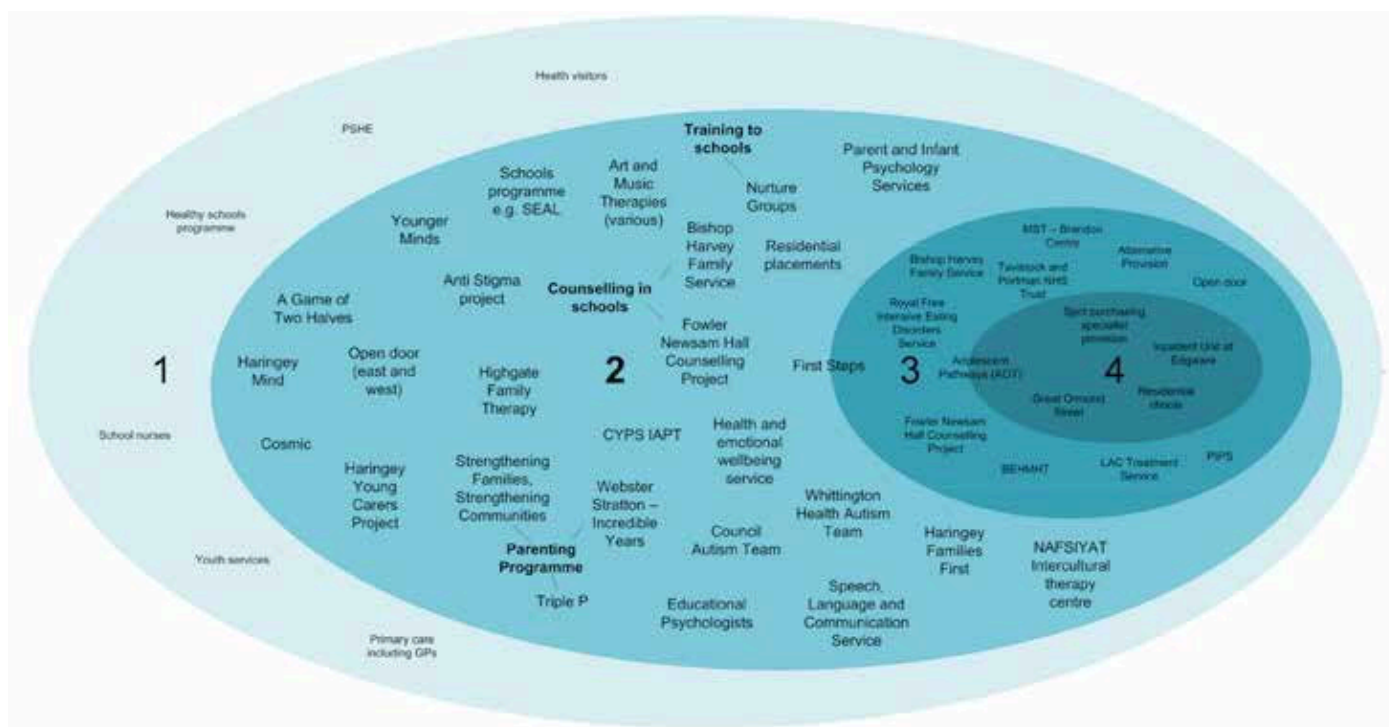 Health visitors
PSHE
Healthy schools
programme
1
School nurses
Youth services
Primary care
including GPs
Training to
schools
Nurture
Groups
Parent and Infant
Psychology
Services
Schools
programme
e.g. SEAL
Art and
Music
Therapies
(various)
Younger
Minds
Anti Stigma
project
Counselling in
schools
Bishop
Harvey
Family
Service
Residential
placements
A Game of
Two Halves
Haringey
Mind
Open door
(east and
west)
Highgate
Family
Therapy
2
Fowler
Newsam Hall
Counselling
Project
First Steps
Cosmic
Haringey
Young
Carers
Project
Strengthening
Families,
Strengthening
Communities
CYPS IAPT
Health and
emotional
wellbeing
service
Webster
Stratton –
Incredible
Years
Parenting
Programme
Triple P
Council
Autism Team
Whittington
Health Autism
Team
Haringey
Families
First
NAFSIYAT
Intercultural
therapy
centre
Educational
Psychologists
Speech,
Language and
Communication
Service
MST – Brandon
Centre
Alternative
Provision
Bishop Harvey
Family Service
Tavistock and
Portman NHS
Trust
Open door
Royal Free
Intensive Eating
Disorders
Service
3
Adolescent
Pathways (AOT)
Fowler Newsam
Hall Counselling
Project
BEHMHT
LAC Treatment
Service
PIPS
Spot purchasing
specialist
provision
Inpatient Unit at
Edgware
4
Great Ormond
Street
Residential
clinics